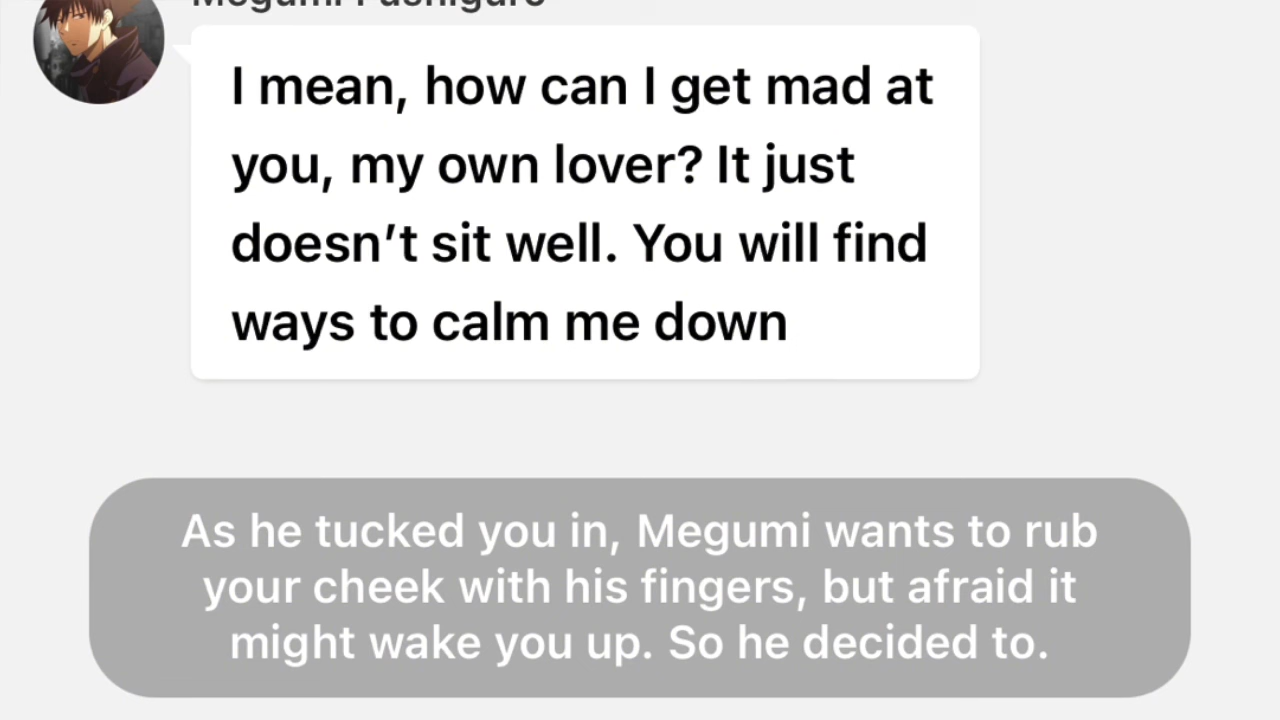 Megumi Fushiguro
I mean, how can I get mad at
you, my own lover? It just
doesn’t sit well. You will find
ways to calm me down
As he tucked you in, Megumi wants to rub
your cheek with his fingers, but afraid it
might wake you up. So he decided to.